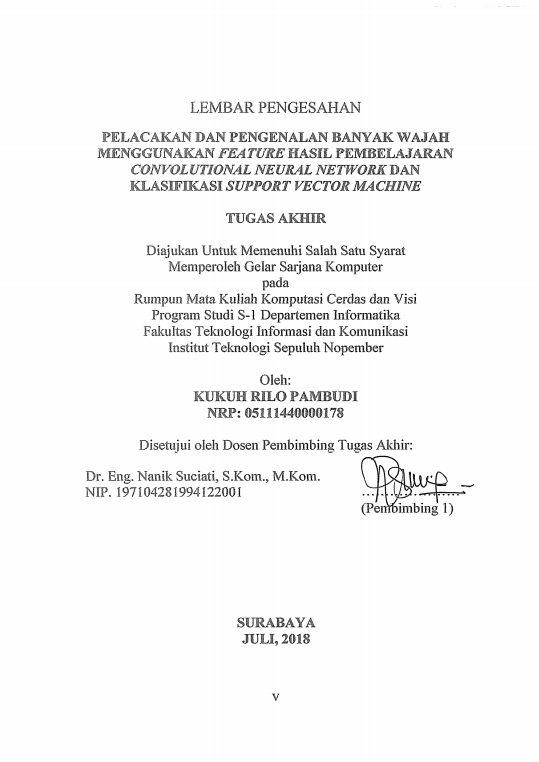 LEMBAR PENGESAHAN
PELACAKAN DAN PENGENALAN BANYAK WAJAH
MENGGUNAKAN FEATURE HASIL PEMBELAJARAN
CONVOLUTIONAL NEURAL NETWORK DAN
KLASIFIKASI SUPPORT VECTOR MACHINE
TUGAS AKHIR
Diajukan Untuk Memenuhi Salah Satu Syarat
Memperoleh Gelar Sarjana Komputer
pada
Rumpun Mata Kuliah Komputasi Cerdas dan Visi
Program Studi S-1 Departemen Informatika
Fakultas Teknologi Informasi dan Komunikasi
Institut Teknologi Sepuluh Nopember
Oleh:
KUKUH RILO PAMBUDI
NRP: 05111440000178
Disetujui oleh Dosen Pembimbing Tugas Akhir:
Dr. Eng. Nanik Suciati, S.Kom., M.Kom.
NIP. 197104281994122001
(Pembimbing 1)
SURABAYA
JULI, 2018
v